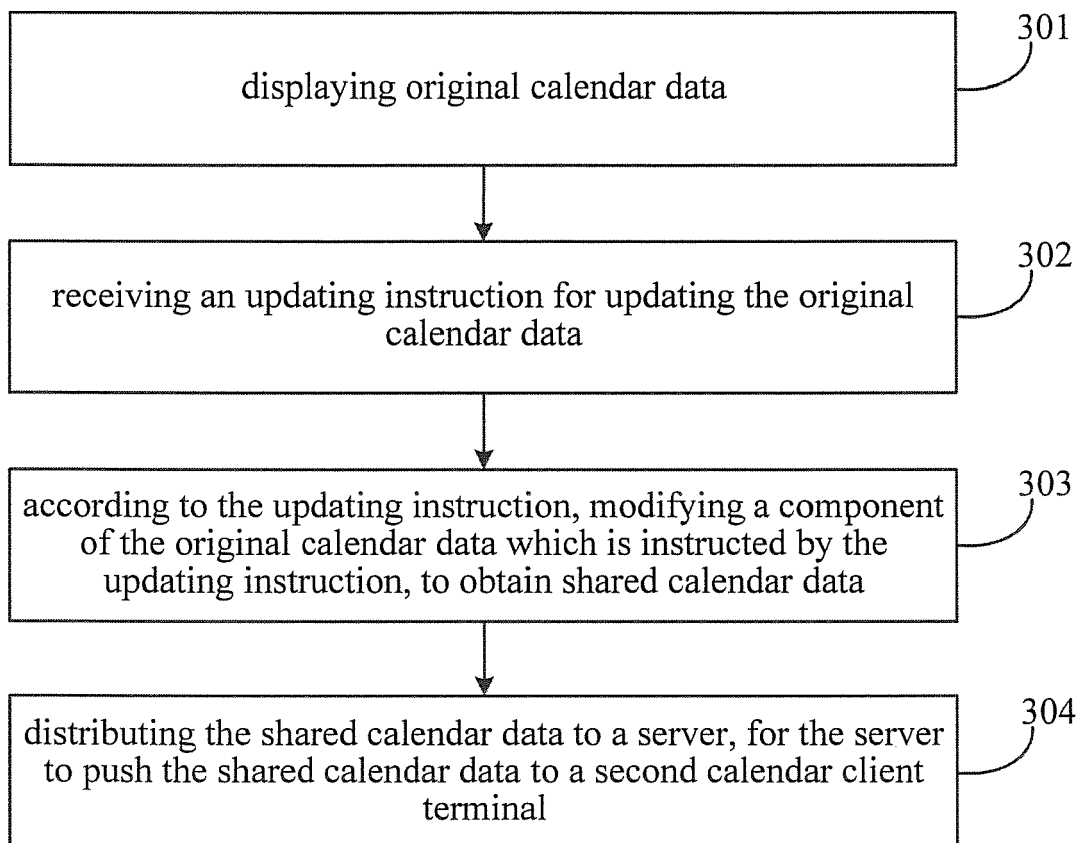 301
displaying original calendar data
302
receiving an updating instruction for updating the original
calendar data
303
according to the updating instruction, modifying a component
of the original calendar data which is instructed by the
updating instruction, to obtain shared calendar data
304
distributing the shared calendar data to a server, for the server
to push the shared calendar data to a second calendar client
terminal